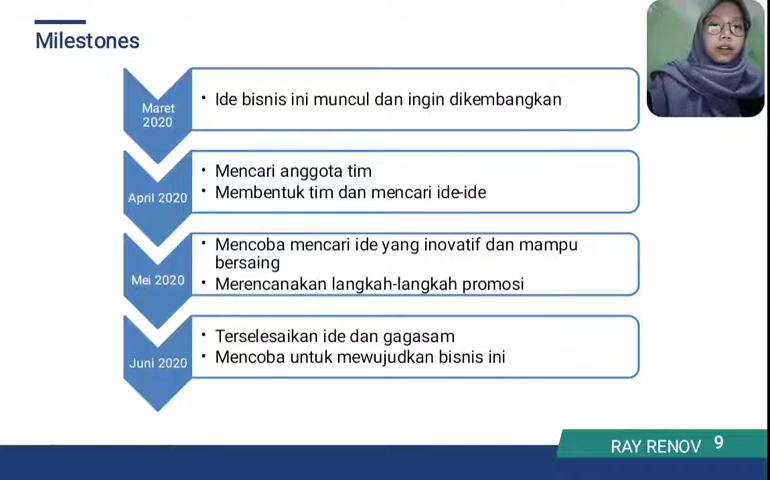 Milestones
Maret
2020
• Ide bisnis ini muncul dan ingin dikembangkan
April 2020
• Mencari anggota tim
• Membentuk tim dan mencari ide-ide
Mei 2020
• Mencoba mencari ide yang inovatif dan mampu
bersaing
• Merencanakan langkah-langkah promosi
Juni 2020
• Terselesaikan ide dan gagasam
• Mencoba untuk mewujudkan bisnis ini
RAY RENOV 9